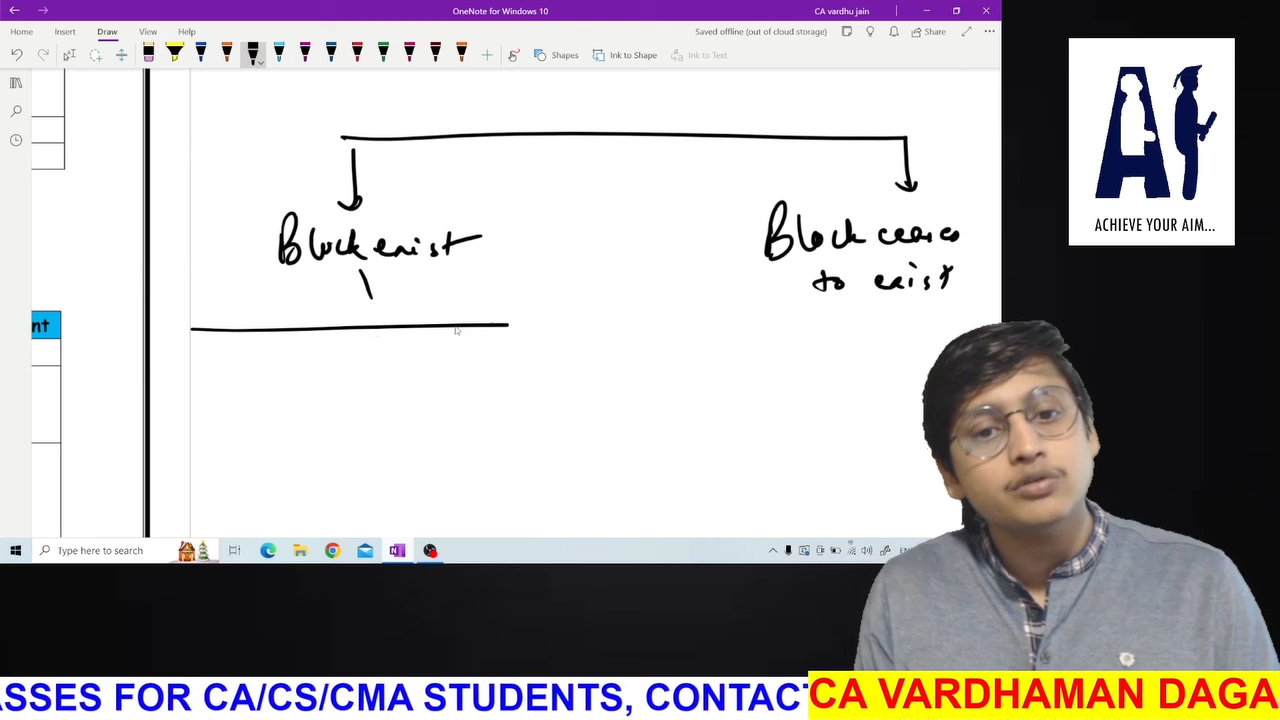 OneNote for Windows 10
CA vardhu jain
Home Insert Draw View Help
Saved offline (out of cloud storage)
Share
Shapes
Ink to Shape
Ink to Text
Block exist
Block ceases
to exist
nt
ACHIEVE YOUR AIM...
Type here to search
ASSES FOR CA/CS/CMA STUDENTS, CONTACT
CA VARDHAMAN DAGA